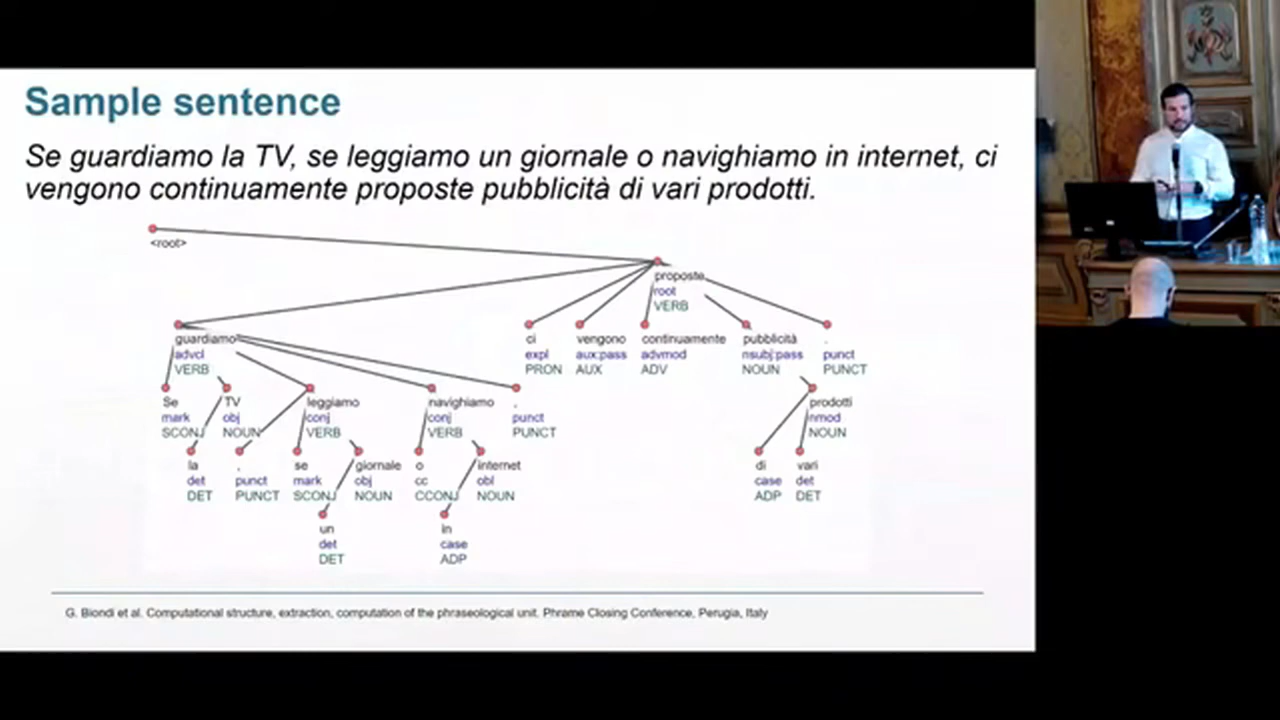 Sample sentence
Se guardiamo la TV, se leggiamo un giornale o navighiamo in internet, ci
vengono continuamente proposte pubblicità di vari prodotti.
<root>
proposte
root
VERB
guardiamo
advcl
VERB
ci
expl
PRON
vengono
aux:pass
AUX
continuamente
advmod
ADV
pubblicità
nsubj:pass
NOUN
.
punct
PUNCT
Se
mark
SCONJ
TV
obj
NOUN
leggiamo
conj
VERB
navighiamo
conj
VERB
,
punct
PUNCT
prodotti
nmod
NOUN
la
det
DET
,
punct
PUNCT
se
mark
SCONJ
giornale
obj
NOUN
o
cc
CCONJ
internet
obl
NOUN
di
case
ADP
vari
det
DET
un
det
DET
in
case
ADP
G. Biondi et al. Computational structure, extraction, computation of the phraseological unit. Phrame Closing Conference, Perugia, Italy